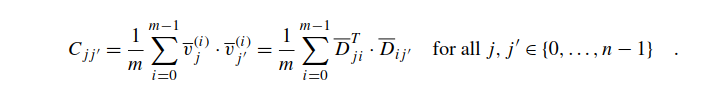 $C_{jj'} = \frac{1}{m} \sum_{i=0}^{m-1} \overline{v}_j^{(i)} \cdot \overline{v}_{j'}^{(i)} = \frac{1}{m} \sum_{i=0}^{m-1} \overline{D}_{ji}^T \cdot \overline{D}_{ij'} \quad \text{for all } j, j' \in \{0, \ldots, n-1\} \quad .$